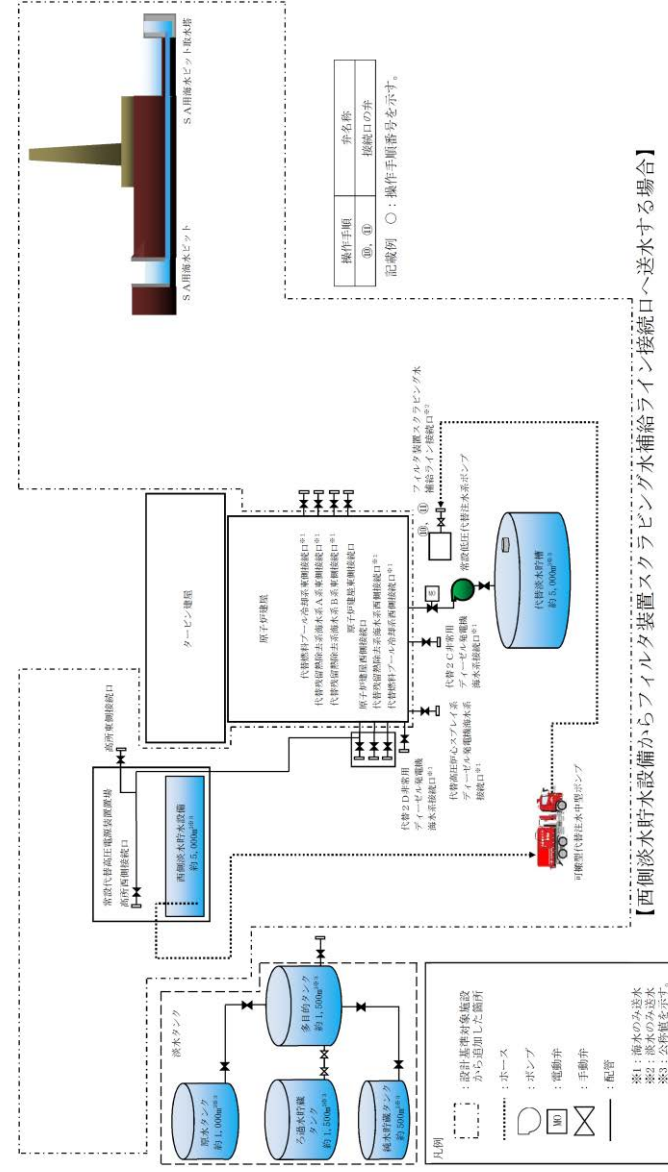 SA用海水ピット取水塔
SA用海水ピット
操作手順
弁名称
⑩,⑪
接続口の弁
記載例 ○:操作手順番号を示す。
タービン建屋
原子炉建屋
常設代替高圧電源装置置場
高所東側接続口
高所西側接続口
西側淡水貯水設備
約5,000m³※3
代替燃料プール冷却系東側接続口※1
代替残留熱除去系海水系A系東側接続口※1
代替残留熱除去系海水系B系東側接続口※1
原子炉建屋東側接続口
原子炉建屋西側接続口
代替残留熱除去系海水系西側接続口※1
代替燃料プール冷却系西側接続口※1
代替2D非常用
ディーゼル発電機
海水系接続口※1
代替高圧炉心スプレイ系
ディーゼル発電機海水系
接続口※1
代替2C非常用
ディーゼル発電機
海水系接続口※1
MO
⑩,⑪
フィルタ装置スクラビング水
補給ライン接続口※2
常設低圧代替注水系ポンプ
代替淡水貯槽
約5,000m³※3
可搬型代替注水中型ポンプ
淡水タンク
原水タンク
約1,000m³※3
ろ過水貯蔵
タンク
約1,500m³※3
純水貯蔵タンク
約500m³※3
多目的タンク
約1,500m³※3
凡例
:設計基準対象施設
から追加した箇所
:ホース
:ポンプ
MO
:電動弁
:手動弁
配管
※1:海水のみ送水
※2:淡水のみ送水
※3:公称値を示す。
【西側淡水貯水設備からフィルタ装置スクラビング水補給ライン接続口へ送水する場合】